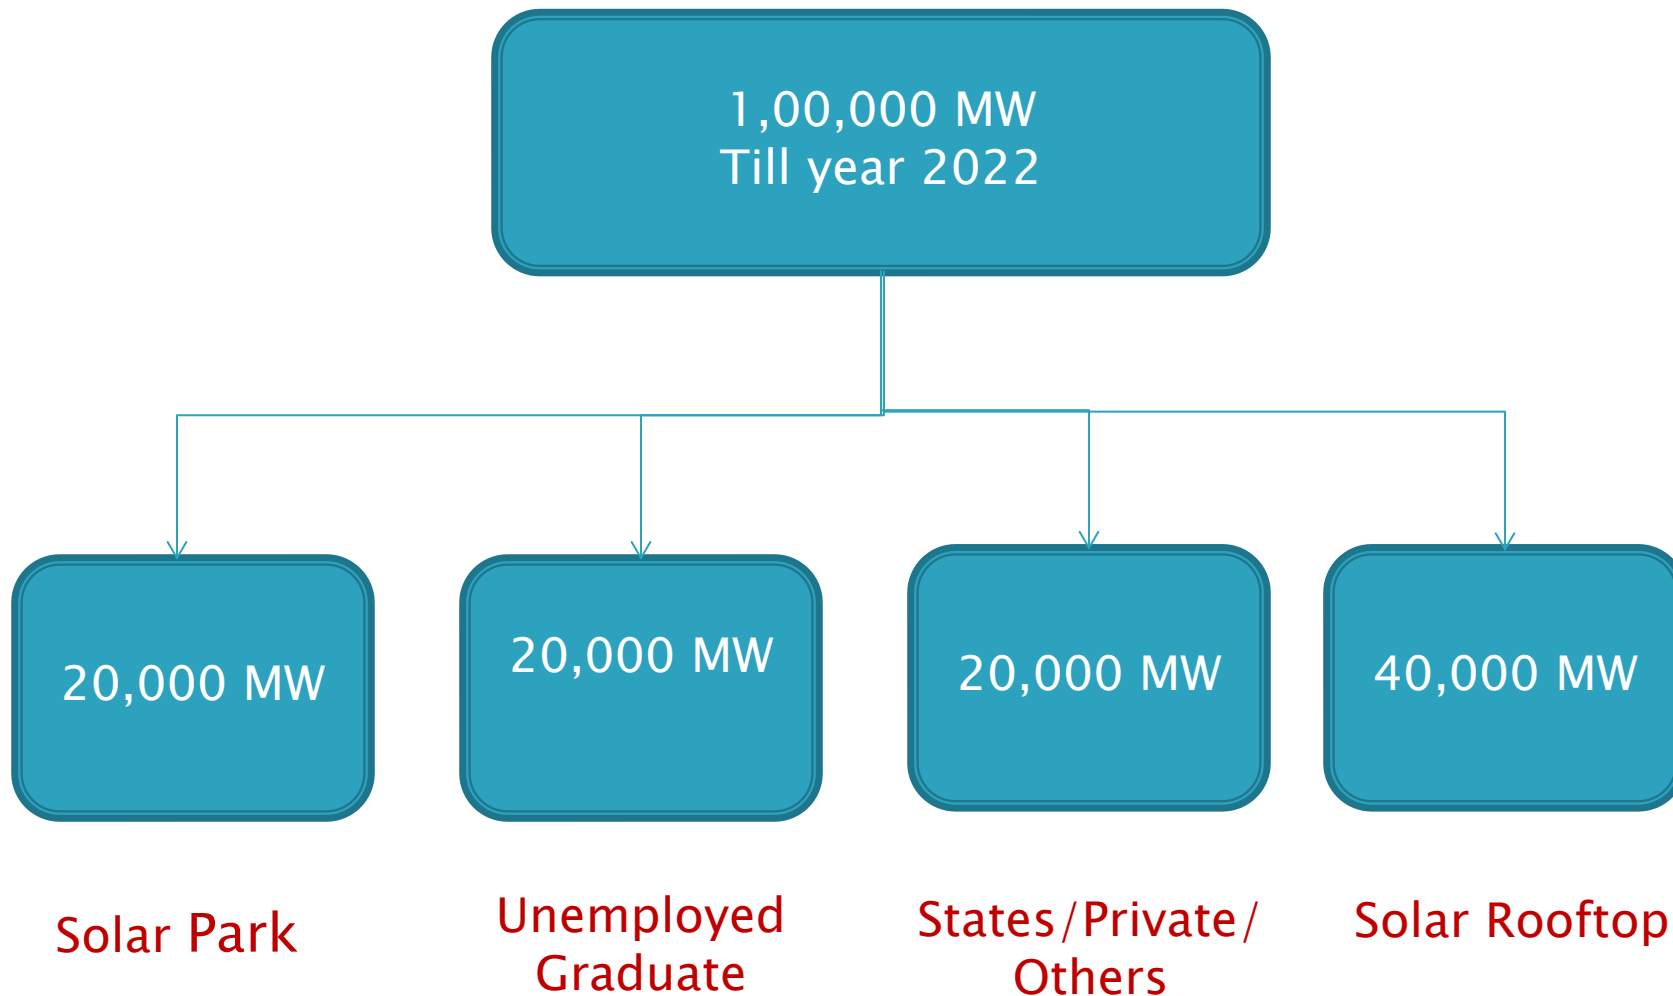 1,00,000 MW
Till year 2022
20,000 MW
20,000 MW
20,000 MW
40,000 MW
Solar Park
Unemployed
Graduate
States/Private/
Others
Solar Rooftop